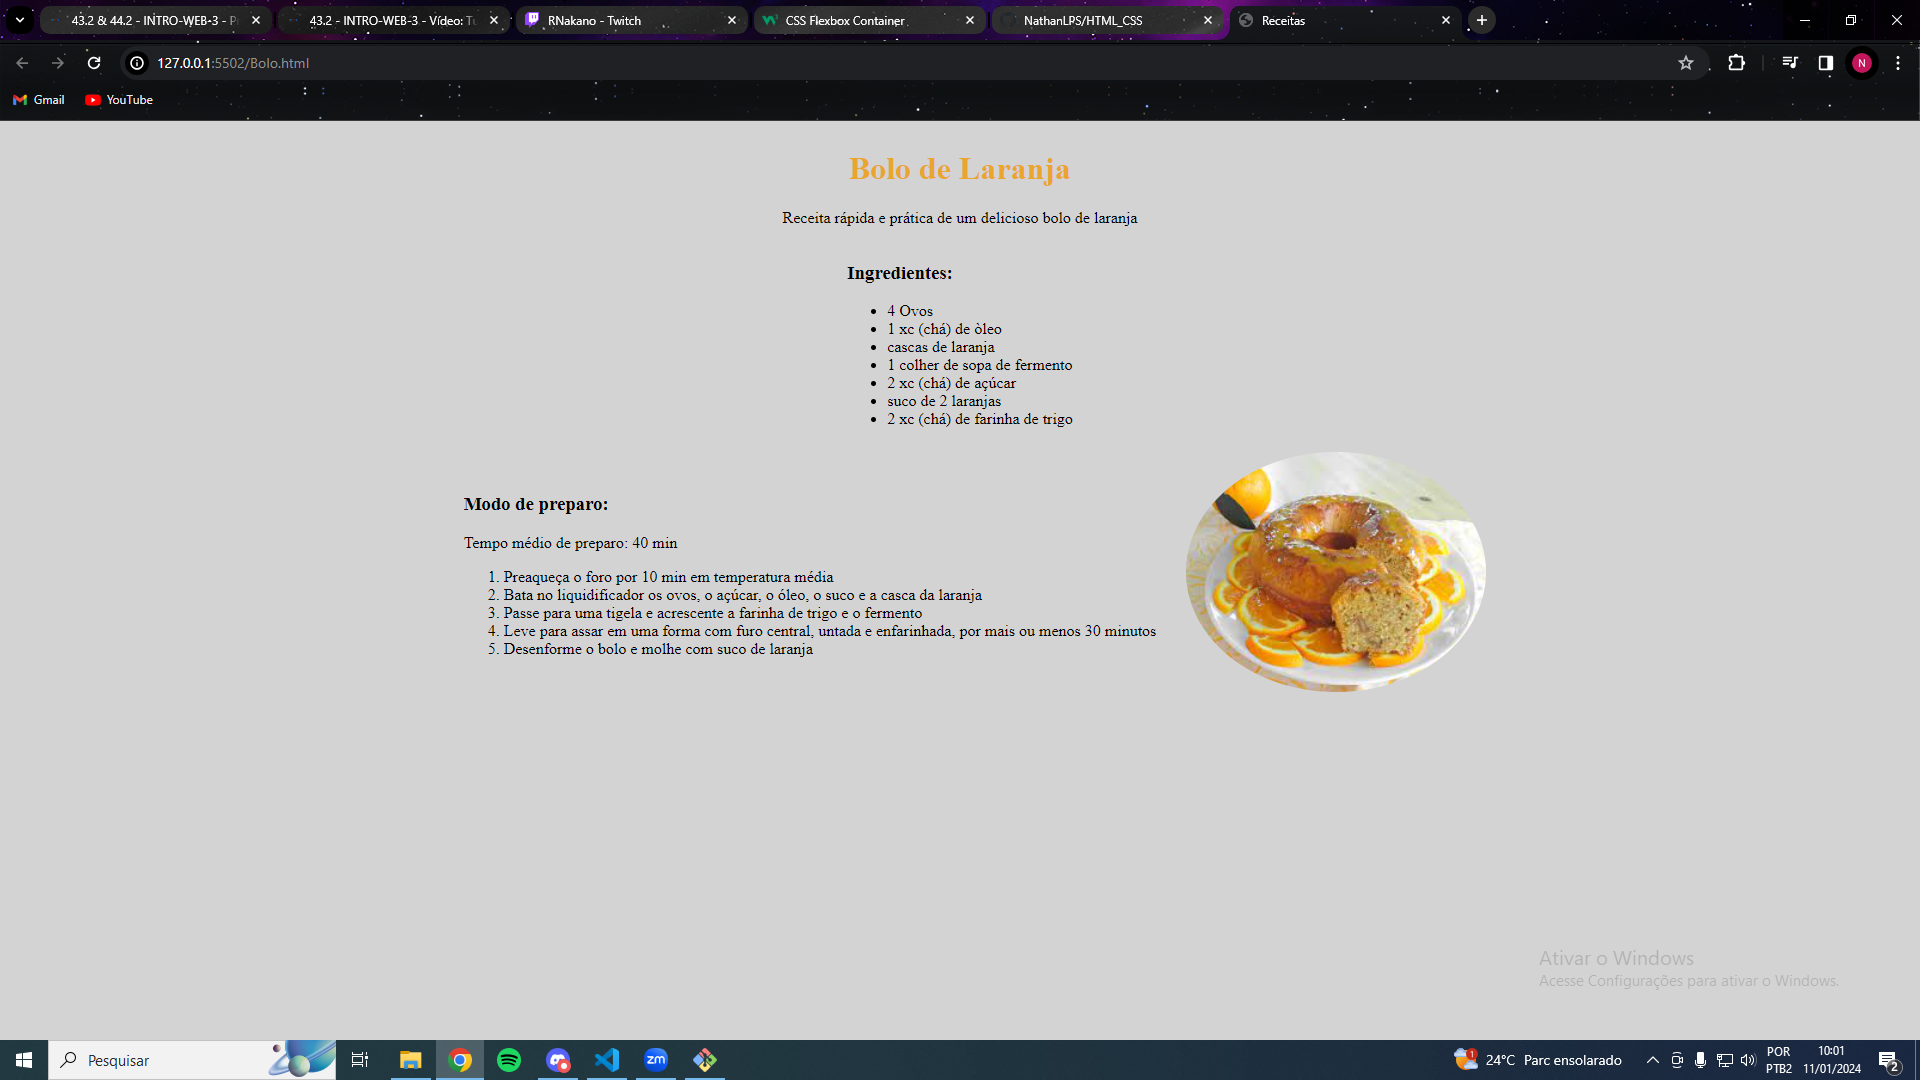 43.2 & 44.2 - INTRO-WEB-3 - P
43.2 - INTRO-WEB-3 - Vídeo: Tu
RNakano - Twitch
CSS Flexbox Container
NathanLPS/HTML_CSS
Receitas
127.0.0.1:5502/Bolo.html
N
Gmail
YouTube
Bolo de Laranja
Receita rápida e prática de um delicioso bolo de laranja
Ingredientes:
4 Ovos
1 xc (chá) de òleo
cascas de laranja
1 colher de sopa de fermento
2 xc (chá) de açúcar
suco de 2 laranjas
2 xc (chá) de farinha de trigo
Modo de preparo:
Tempo médio de preparo: 40 min
1. Preaqueça o foro por 10 min em temperatura média
2. Bata no liquidificador os ovos, o açúcar, o óleo, o suco e a casca da laranja
3. Passe para uma tigela e acrescente a farinha de trigo e o fermento
4. Leve para assar em uma forma com furo central, untada e enfarinhada, por mais ou menos 30 minutos
5. Desenforme o bolo e molhe com suco de laranja
Ativar o Windows
Acesse Configurações para ativar o Windows.
Pesquisar
zm
1
24°C Parc ensolarado
POR
PTB2
10:01
11/01/2024
2